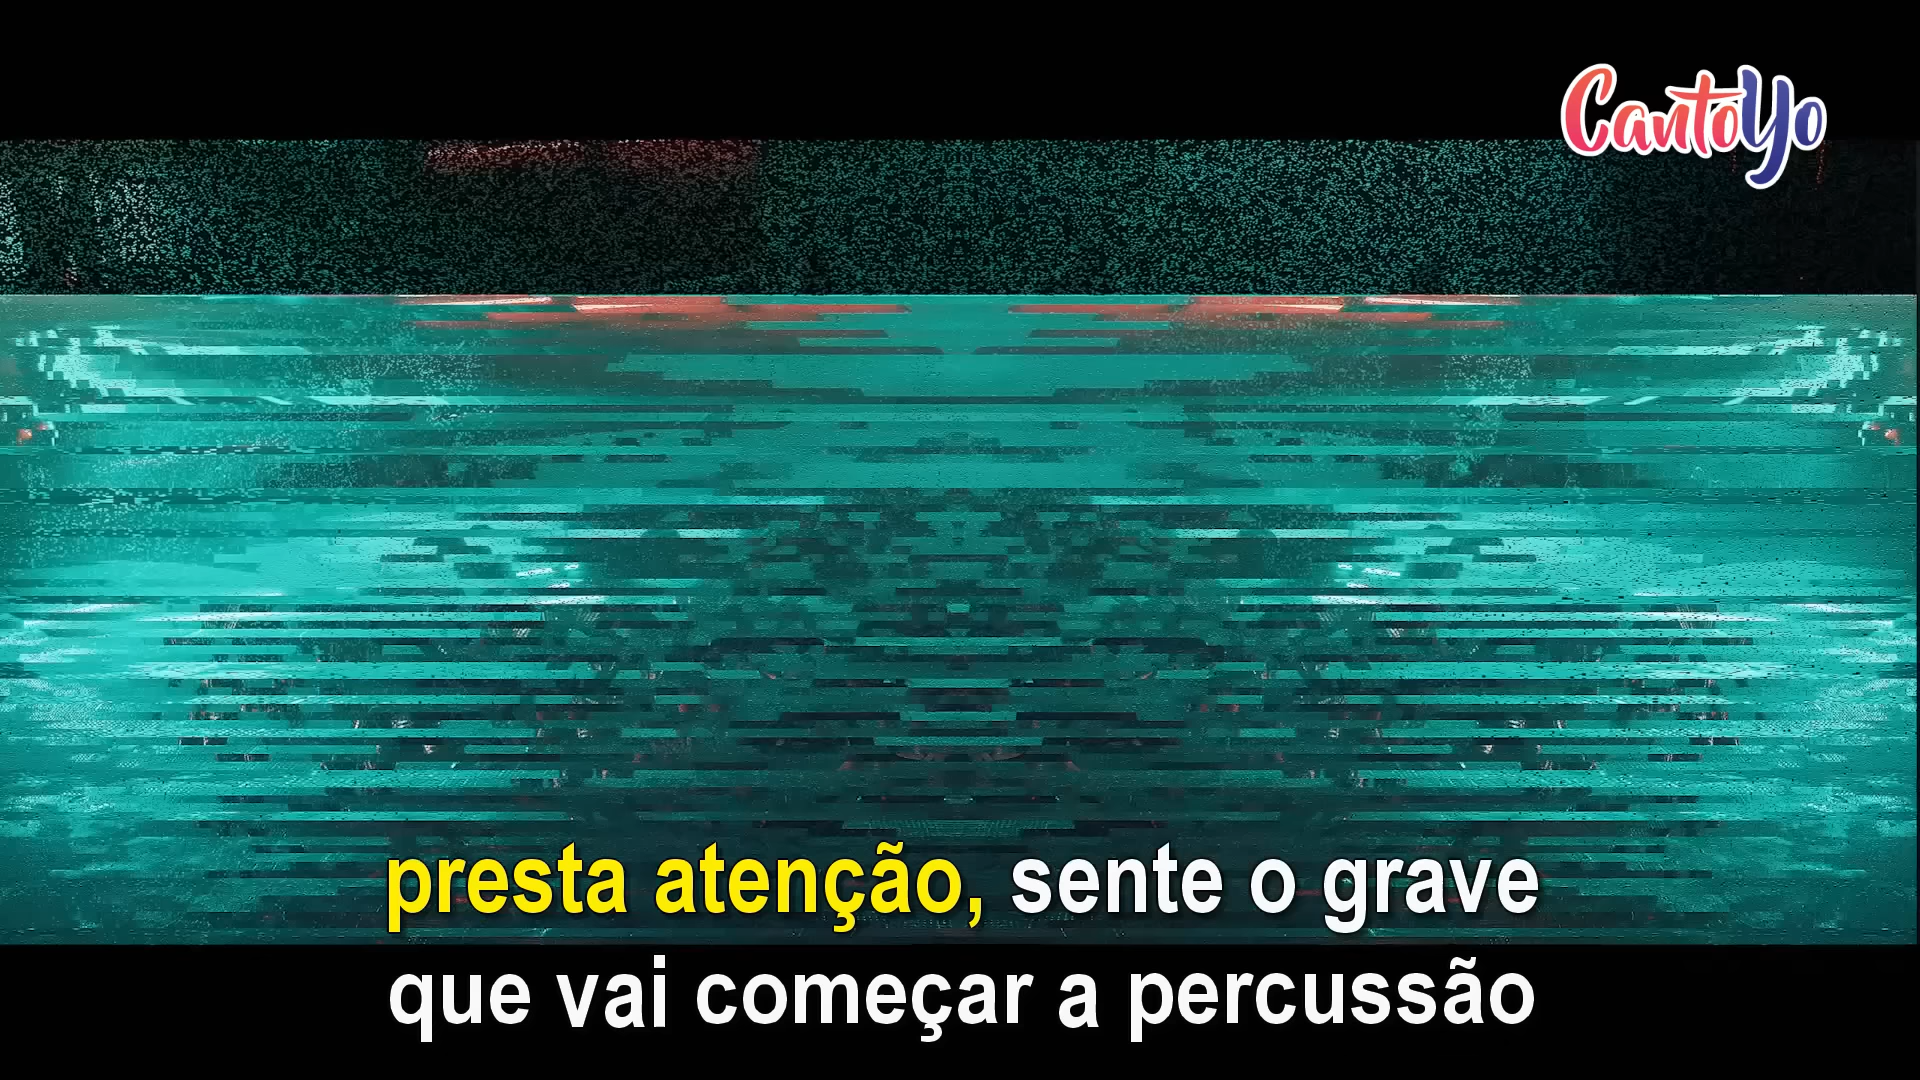 CantoYo
presta atenção, sente o grave
que vai começar a percussão